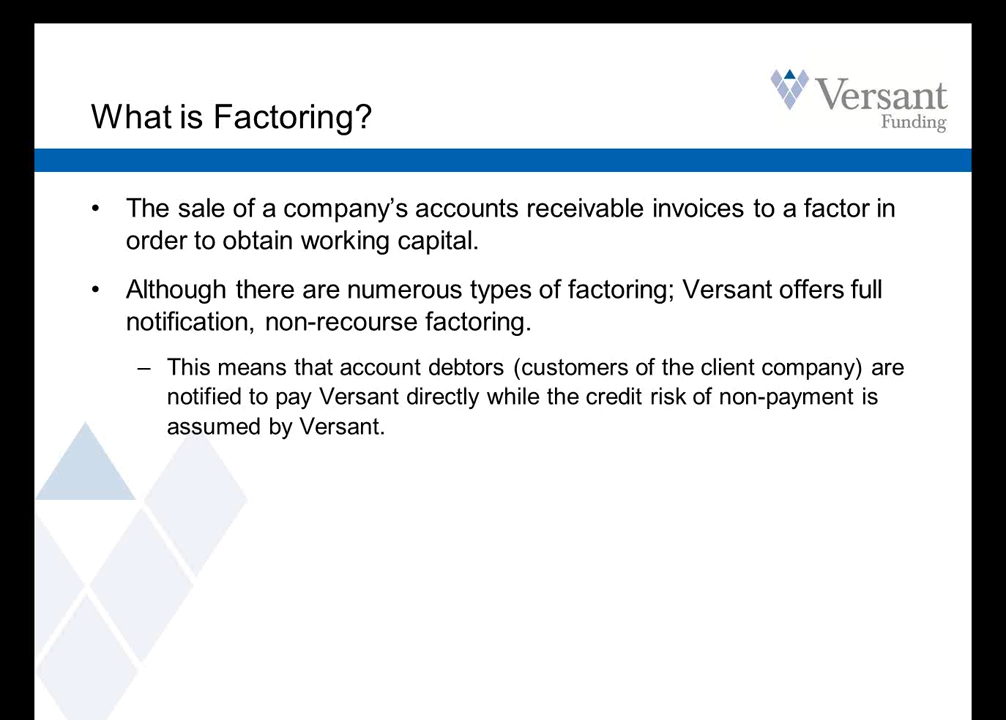 Versant
Funding
What is Factoring?
• The sale of a company’s accounts receivable invoices to a factor in
order to obtain working capital.
• Although there are numerous types of factoring; Versant offers full
notification, non-recourse factoring.
– This means that account debtors (customers of the client company) are
notified to pay Versant directly while the credit risk of non-payment is
assumed by Versant.